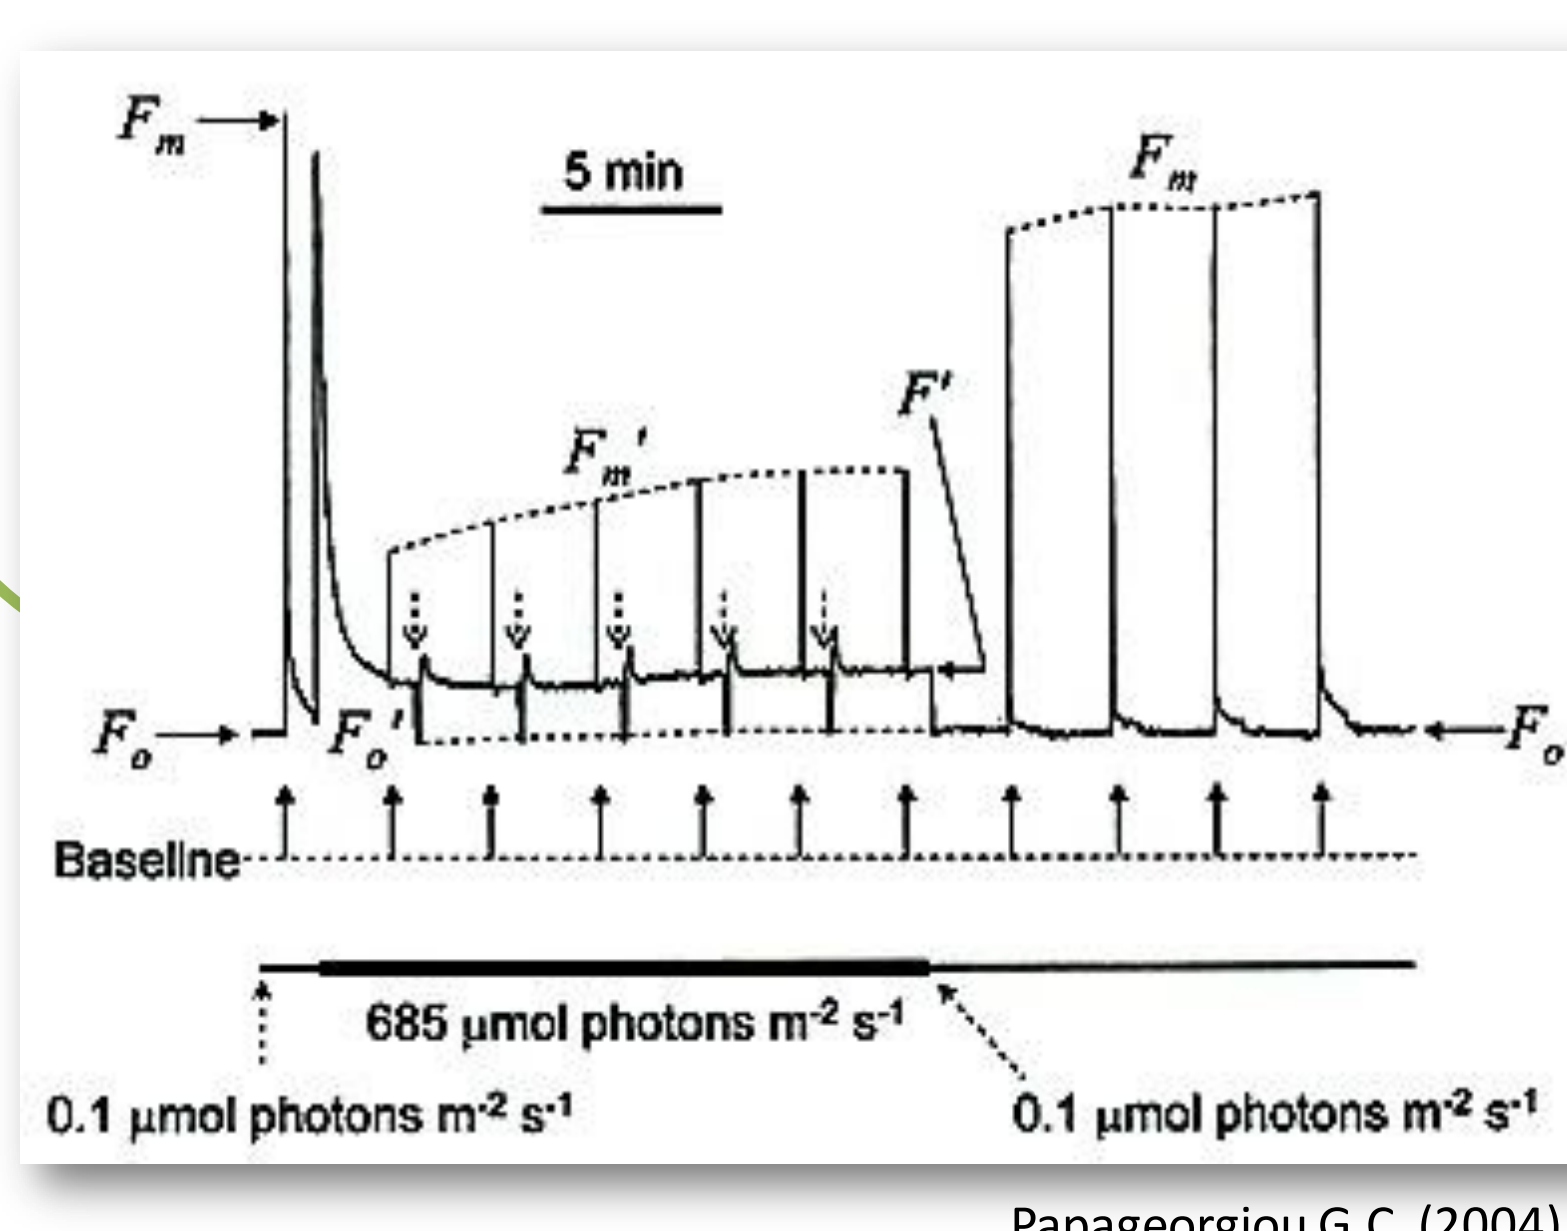 Fm
5 min
Fm
F'
Fm'
Fo
Fo'
Fo
Baseline
685 μmol photons m-2 s-1
0.1 μmol photons m-2 s-1
0.1 μmol photons m-2 s-1
Papageorgiou G.C. (2004)